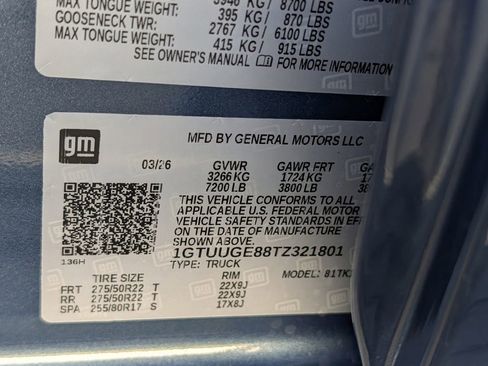 3946 KG/ 8700 LBS
MAX TONGUE WEIGHT: 395 KG/ 870 LBS
GOOSENECK TWR: 2767 KG/ 6100 LBS
MAX TONGUE WEIGHT: 415 KG/ 915 LBS
SEE OWNER'S MANUAL FOR MORE INFORMATION
gm
MFD BY GENERAL MOTORS LLC
03/26 GVWR GAWR FRT
3266 KG 1724 KG
7200 LB 3800 LB
THIS VEHICLE CONFORMS TO ALL
APPLICABLE U.S. FEDERAL MOTOR
VEHICLE SAFETY STANDARDS IN EFF
ON THE DATE OF MANUFACTURE
SHOWN ABOVE.
136H
1GTUUGE88TZ321801
TYPE: TRUCK MODEL: 81TK
TIRE SIZE RIM
FRT 275/50R22 T 22X9J
RR 275/50R22 T 22X9J
SPA 255/80R17 S 17X8J